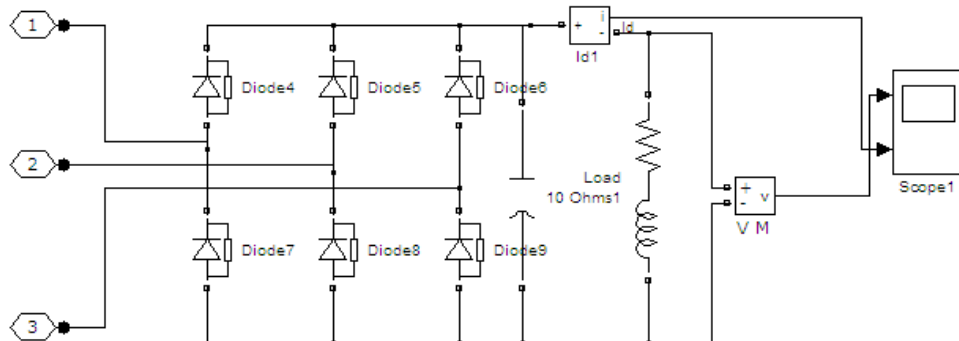 1
+ i -
Id
Id1
Diode4
Diode5
Diode6
2
Load
10 Ohms1
+ - v
V M
Scope1
Diode7
Diode8
Diode9
3